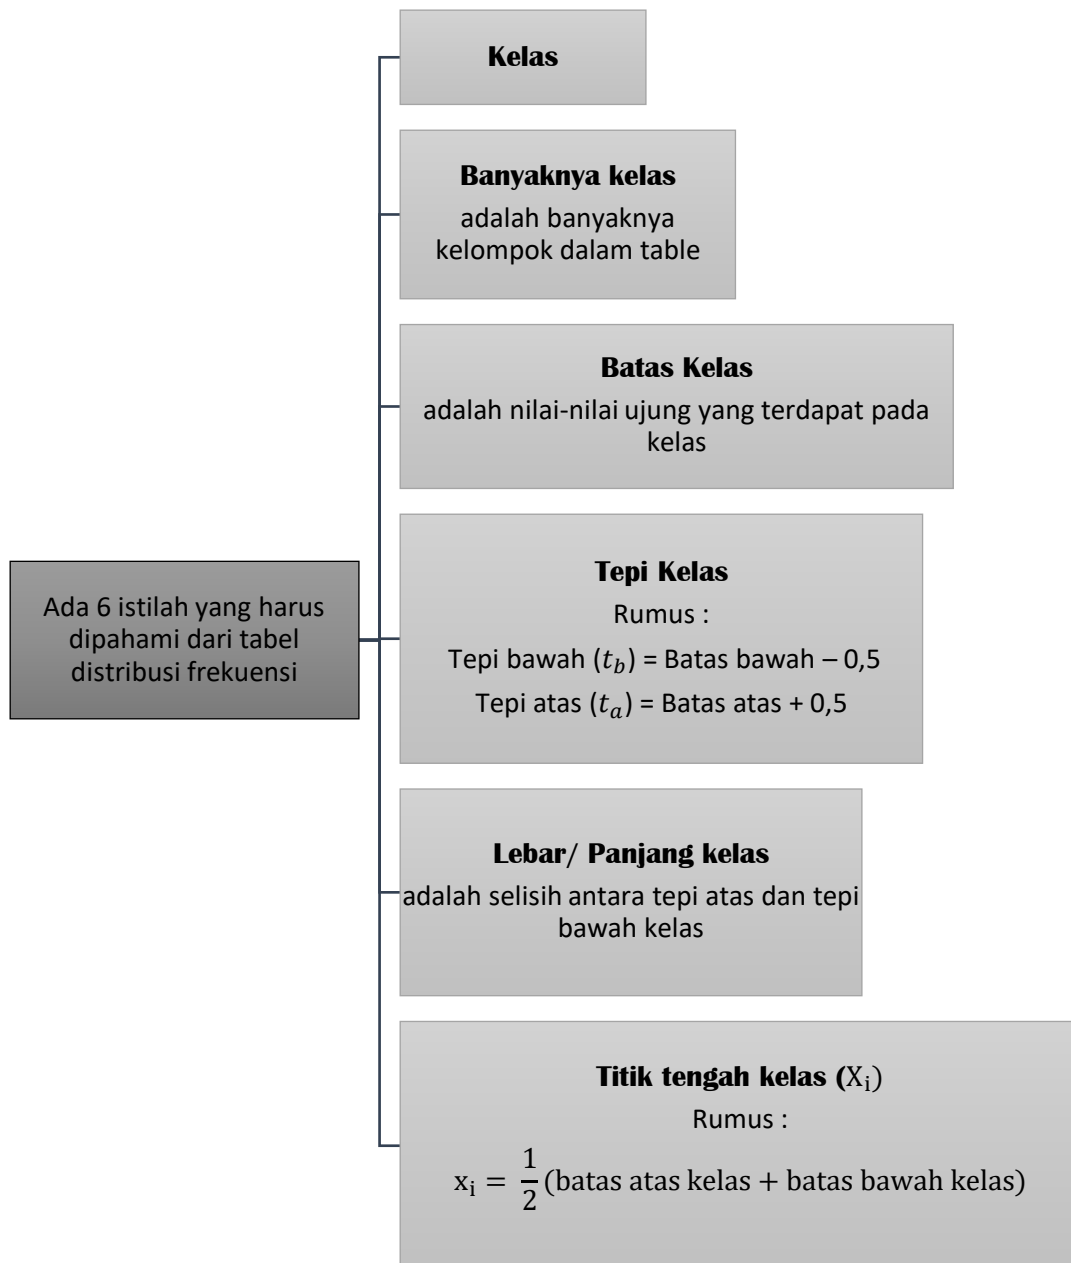 Kelas
Banyaknya kelas
adalah banyaknya
kelompok dalam table
Batas Kelas
adalah nilai-nilai ujung yang terdapat pada
kelas
Ada 6 istilah yang harus
dipahami dari tabel
distribusi frekuensi
Tepi Kelas
Rumus :
Tepi bawah (t_b) = Batas bawah – 0,5
Tepi atas (t_a) = Batas atas + 0,5
Lebar/ Panjang kelas
adalah selisih antara tepi atas dan tepi
bawah kelas
Titik tengah kelas (X_i)
Rumus :
x_i = 1/2 (batas atas kelas + batas bawah kelas)